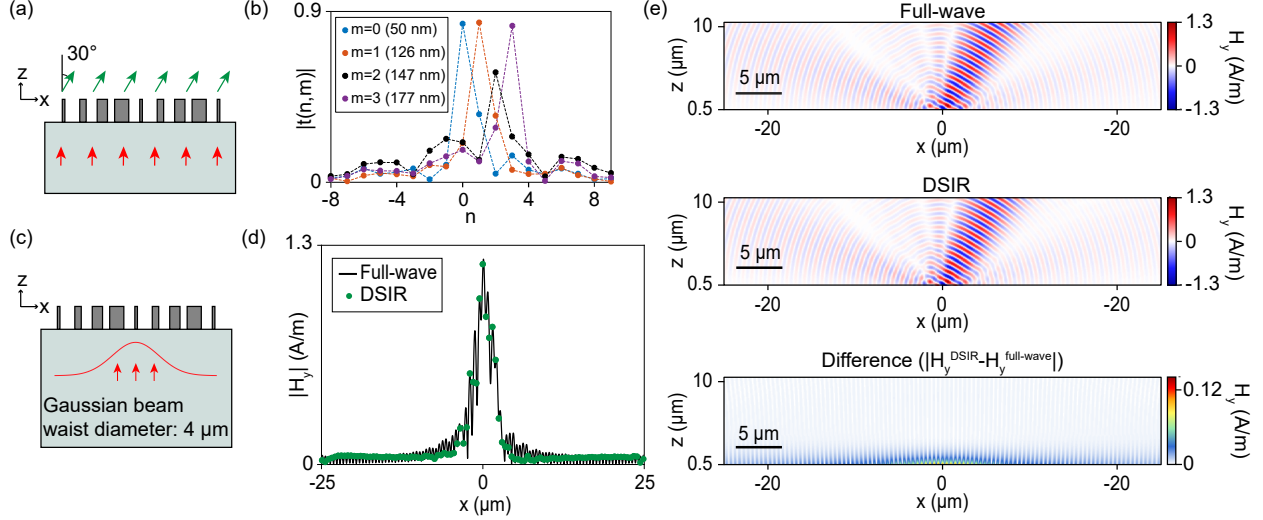 (a)
30°
z
x
(b)
|t(n,m)|
0.9
0
m=0 (50 nm)
m=1 (126 nm)
m=2 (147 nm)
m=3 (177 nm)
-8
-4
0
4
8
n
(c)
z
x
Gaussian beam
waist diameter: 4 μm
(d)
|Hy| (A/m)
1.3
0
Full-wave
DSIR
-25
0
25
x (μm)
(e)
Full-wave
z (μm)
10
0.5
5 μm
-20
0
-20
x (μm)
1.3
0
-1.3
Hy (A/m)
DSIR
z (μm)
10
0.5
5 μm
-20
0
-20
x (μm)
1.3
0
-1.3
Hy (A/m)
Difference (|HyDSIR-Hyfull-wave|)
z (μm)
10
0.5
5 μm
-20
0
-20
x (μm)
0.12
0
Hy (A/m)